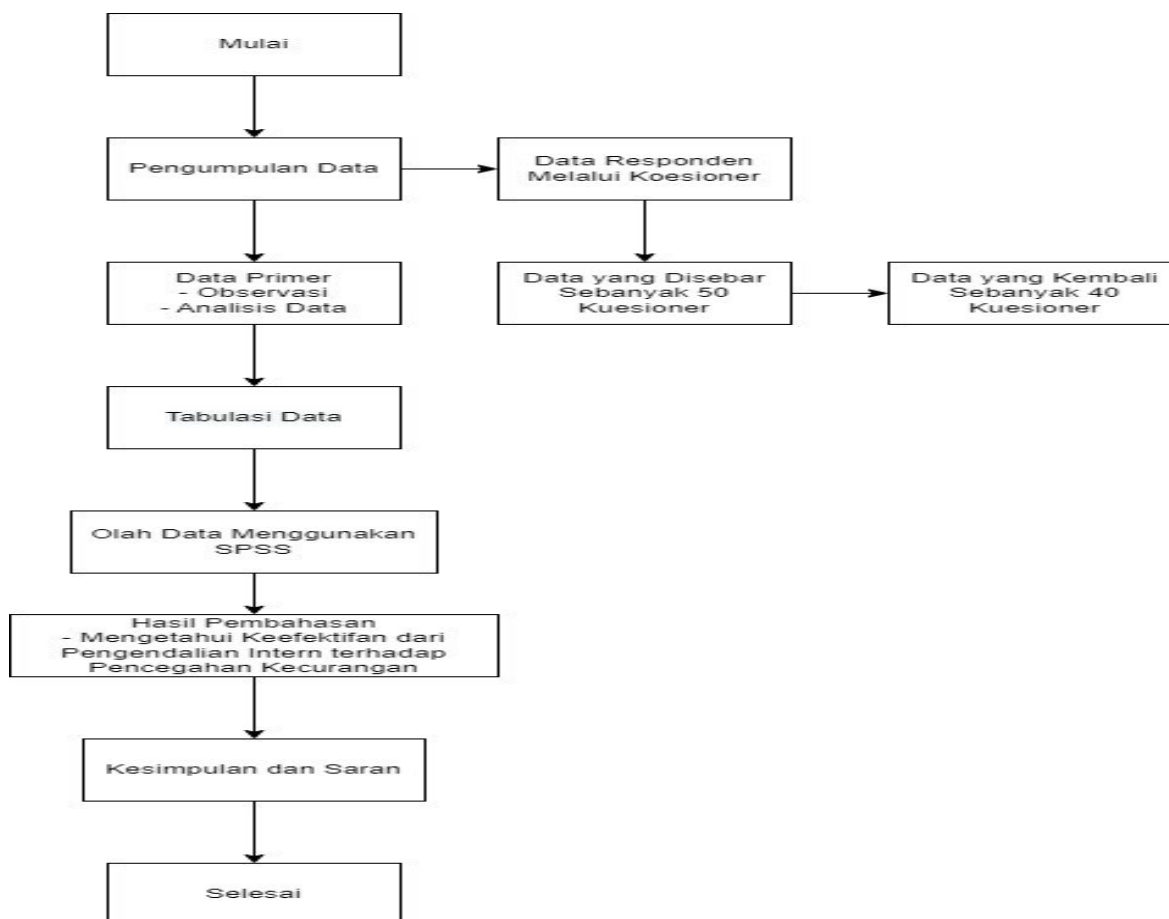 Mulai
Pengumpulan Data
Data Responden
Melalui Koesioner
Data Primer
- Observasi
- Analisis Data
Data yang Disebar
Sebanyak 50
Kuesioner
Data yang Kembali
Sebanyak 40
Kuesioner
Tabulasi Data
Olah Data Menggunakan
SPSS
Hasil Pembahasan
- Mengetahui Keefektifan dari
Pengendalian Intern terhadap
Pencegahan Kecurangan
Kesimpulan dan Saran
Selesai